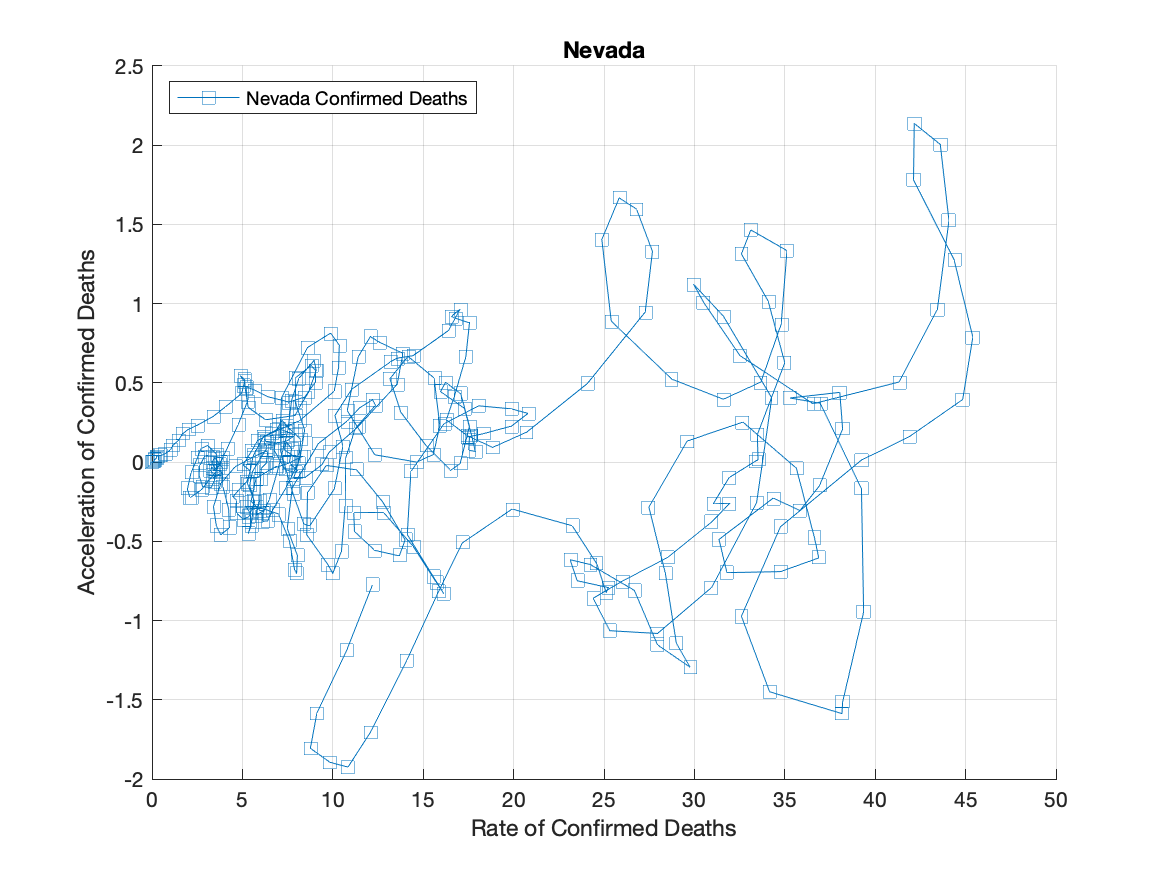 Nevada
Nevada Confirmed Deaths
2.5
2
1.5
1
0.5
0
-0.5
-1
-1.5
-2
Acceleration of Confirmed Deaths
0 5 10 15 20 25 30 35 40 45 50
Rate of Confirmed Deaths